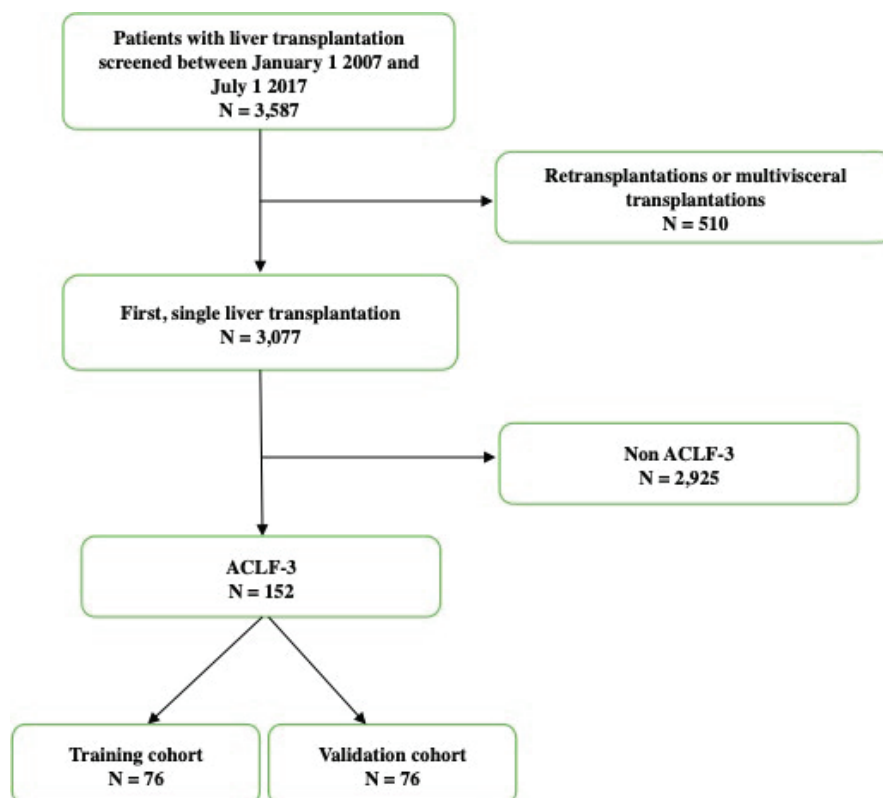 Patients with liver transplantation
screened between January 1 2007 and
July 1 2017
N = 3,587
Retransplantations or multivisceral
transplantations
N = 510
First, single liver transplantation
N = 3,077
Non ACLF-3
N = 2,925
ACLF-3
N = 152
Training cohort
N = 76
Validation cohort
N = 76